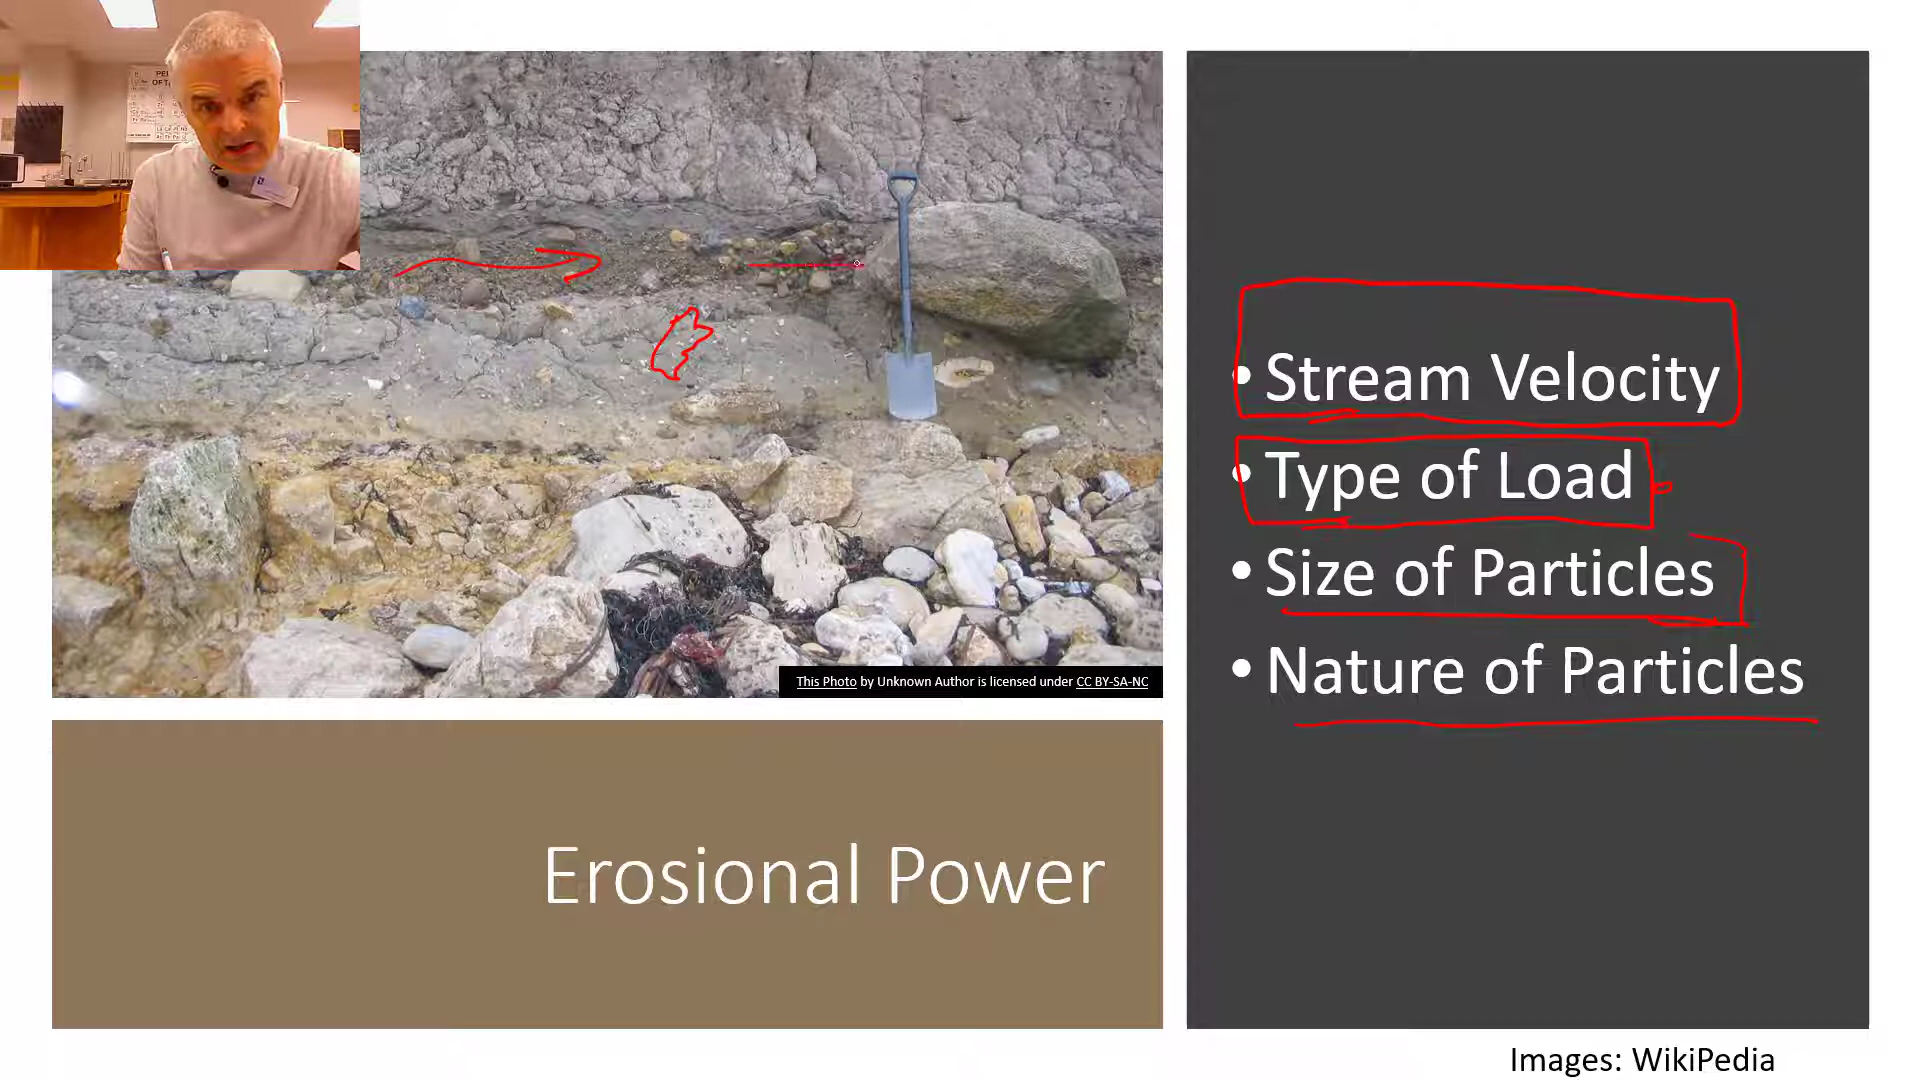 This Photo by Unknown Author is licensed under CC BY-SA-NC
Erosional Power
• Stream Velocity
• Type of Load
• Size of Particles
• Nature of Particles
Images: WikiPedia